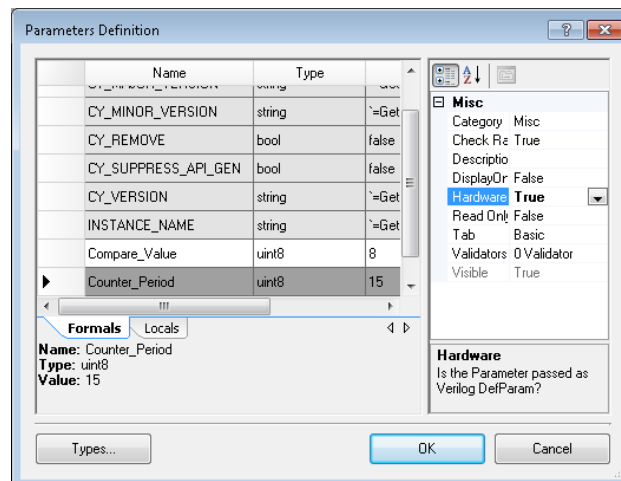 Parameters Definition
Name Type
CY_MINOR_VERSION string `=Get
CY_REMOVE bool false
CY_SUPPRESS_API_GEN bool false
CY_VERSION string `=Get
INSTANCE_NAME string `=Get
Compare_Value uint8 8
Counter_Period uint8 15
Formals Locals
Name: Counter_Period
Type: uint8
Value: 15
Misc
Category Misc
Check Ra True
Descriptio
DisplayOr False
Hardware True
Read Onl False
Tab Basic
Validators 0 Validator
Visible True
Hardware
Is the Parameter passed as
Verilog DefParam?
Types...
OK
Cancel